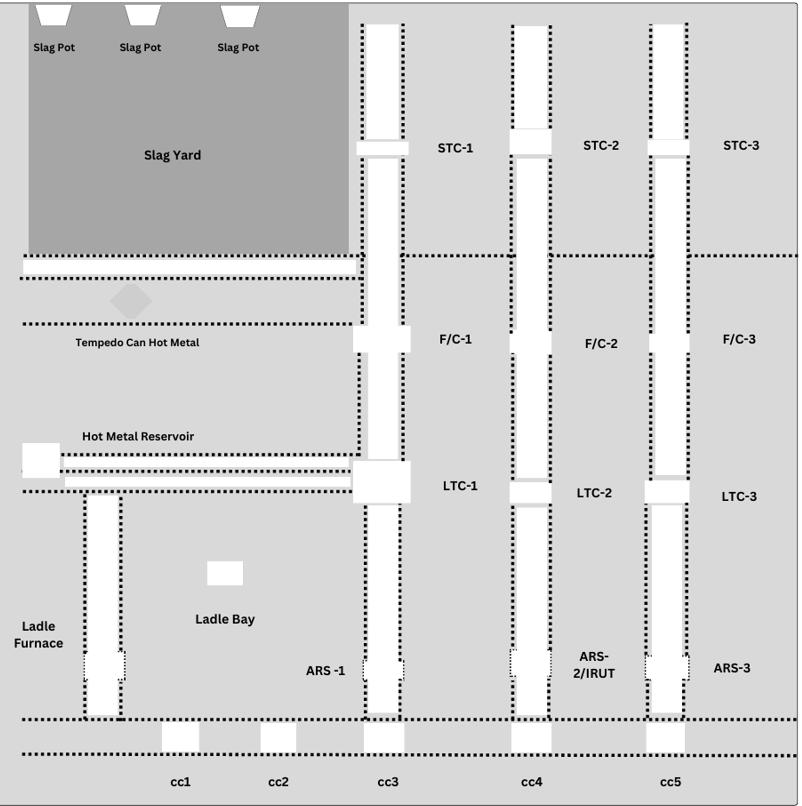 Slag Pot
Slag Pot
Slag Pot
Slag Yard
STC-1
STC-2
STC-3
Tempedo Can Hot Metal
F/C-1
F/C-2
F/C-3
Hot Metal Reservoir
LTC-1
LTC-2
LTC-3
Ladle
Furnace
Ladle Bay
ARS -1
ARS-
2/IRUT
ARS-3
cc1
cc2
cc3
cc4
cc5